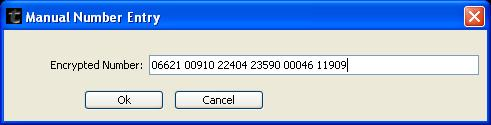 Manual Number Entry
Encrypted Number: 06621 00910 22404 23590 00046 11909
Ok Cancel